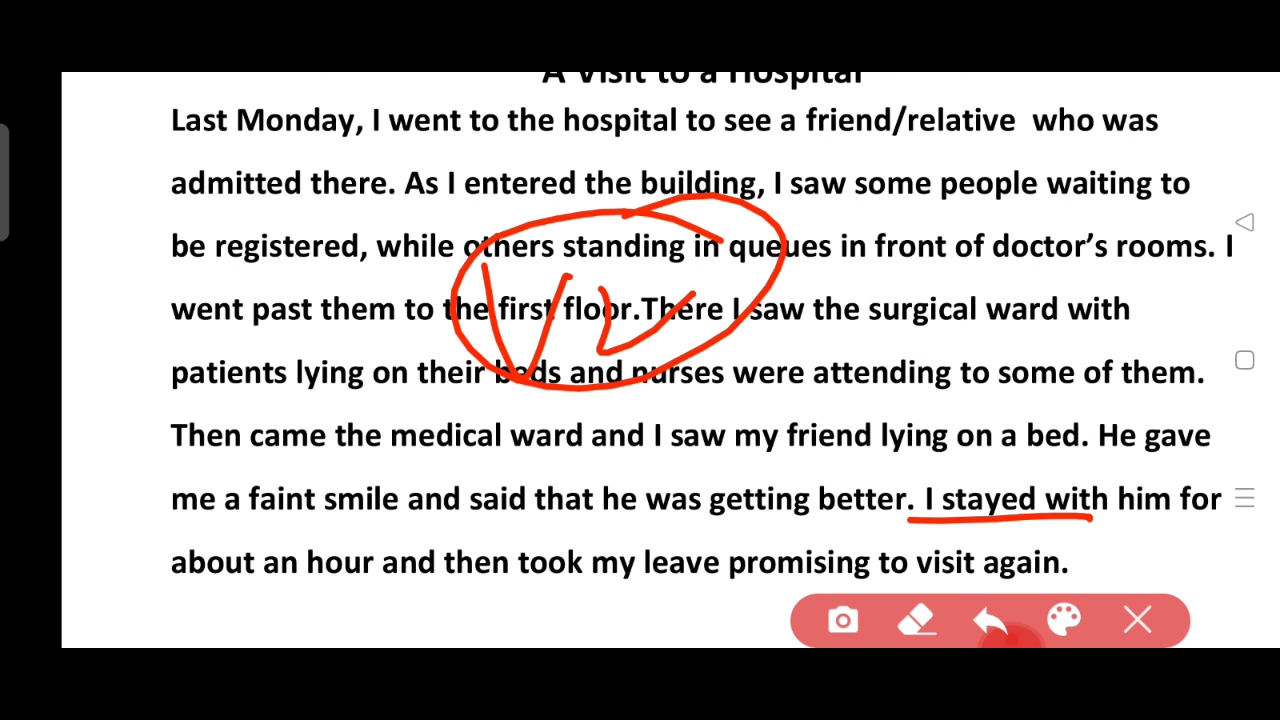 A Visit to a Hospital
Last Monday, I went to the hospital to see a friend/relative who was
admitted there. As I entered the building, I saw some people waiting to
be registered, while others standing in queues in front of doctor's rooms. I
went past them to the first floor.There I saw the surgical ward with
patients lying on their beds and nurses were attending to some of them.
Then came the medical ward and I saw my friend lying on a bed. He gave
me a faint smile and said that he was getting better. I stayed with him for
about an hour and then took my leave promising to visit again.